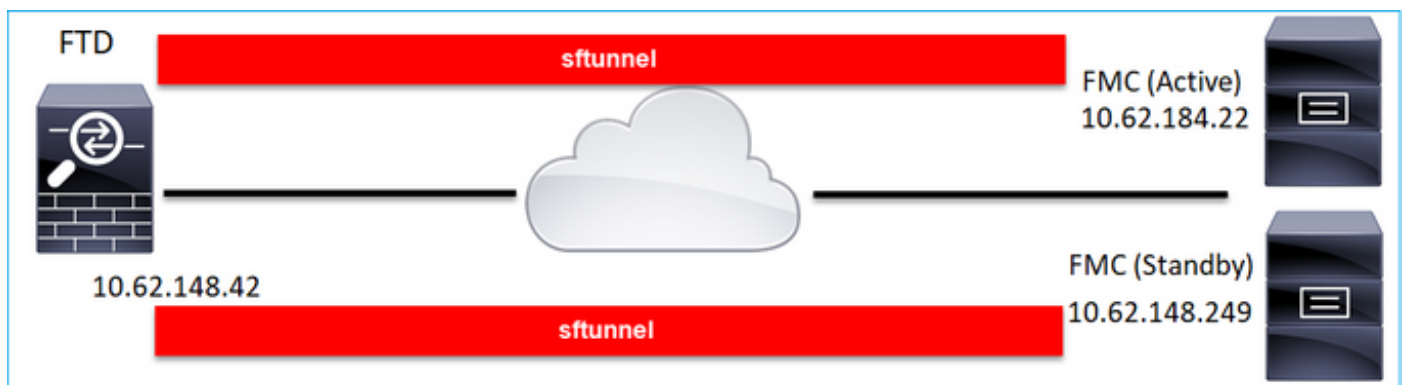 FTD
sftunnel
FMC (Active)
10.62.184.22
10.62.148.42
FMC (Standby)
10.62.148.249
sftunnel